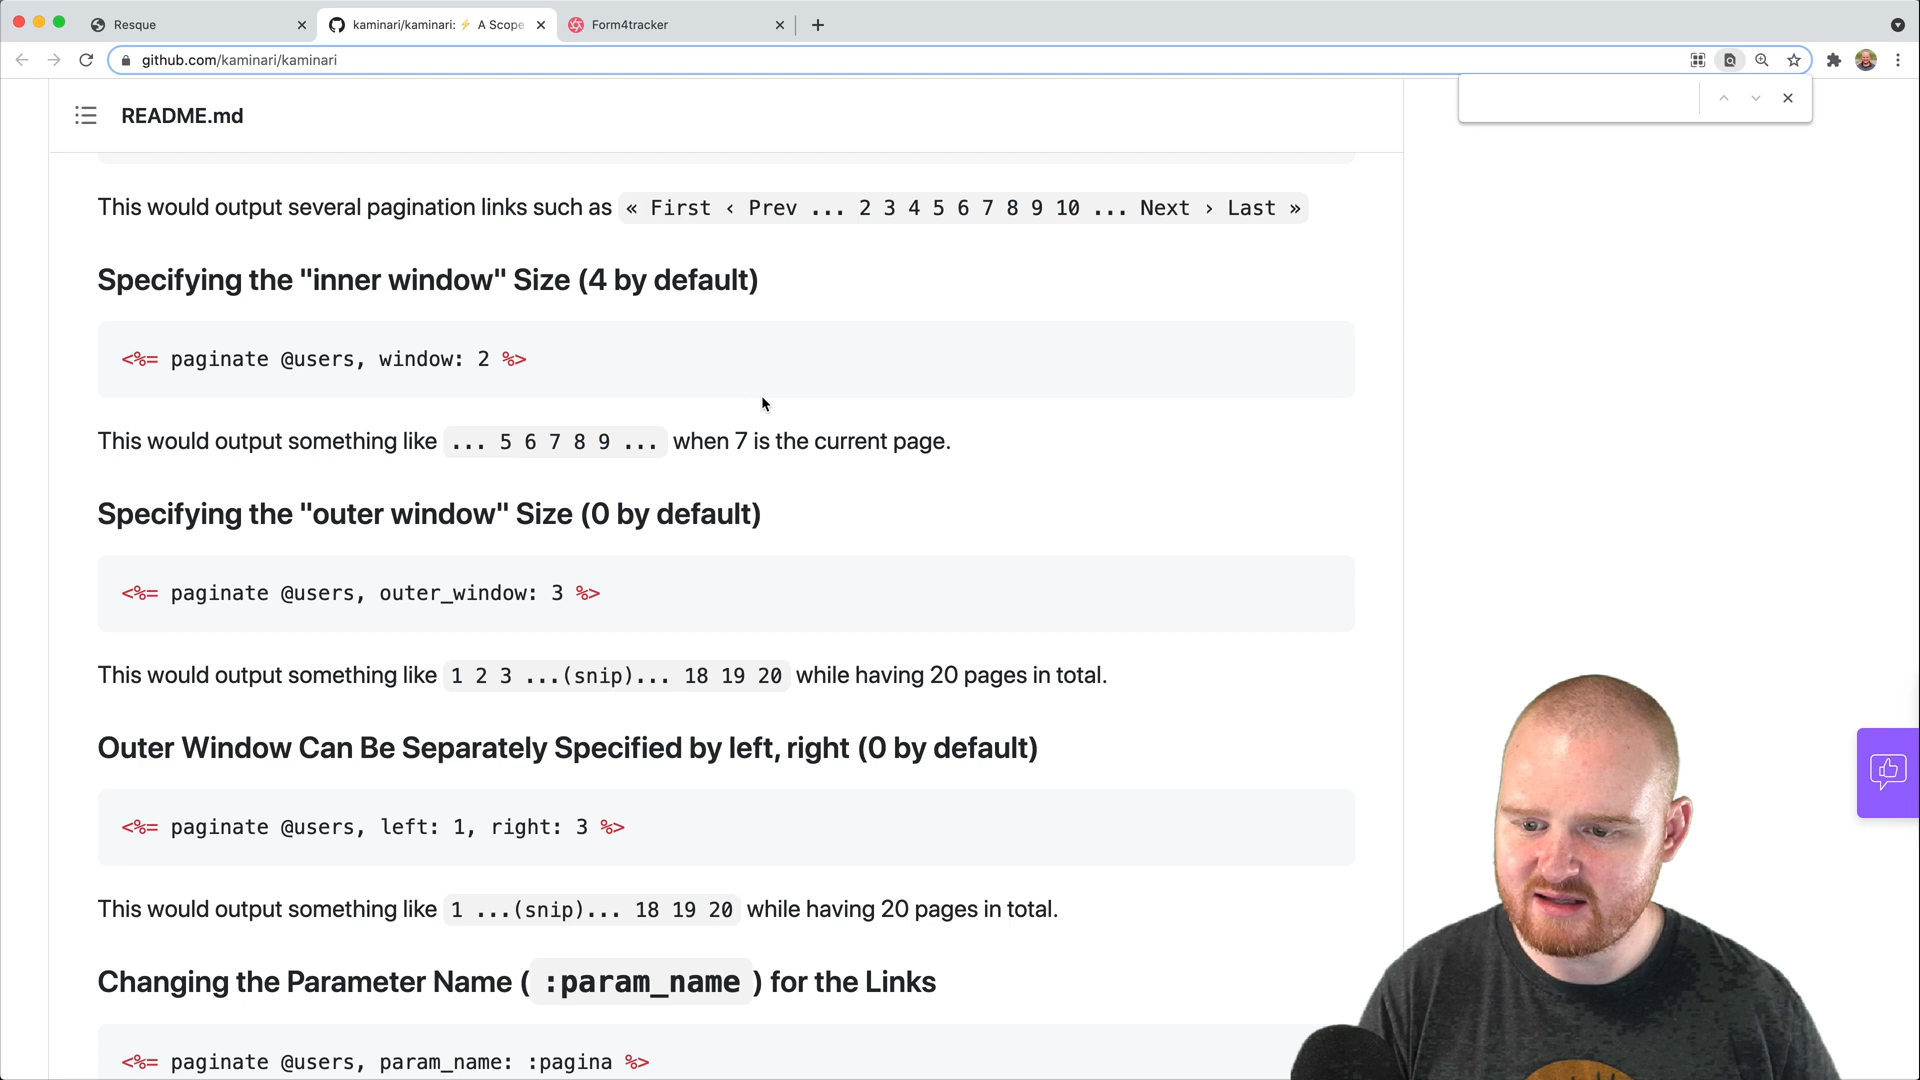 Resque
kaminari/kaminari: ⚡ A Scope
Form4tracker
github.com/kaminari/kaminari
README.md
This would output several pagination links such as « First ‹ Prev ... 2 3 4 5 6 7 8 9 10 ... Next › Last »
Specifying the "inner window" Size (4 by default)
<%= paginate @users, window: 2 %>
This would output something like ... 5 6 7 8 9 ... when 7 is the current page.
Specifying the "outer window" Size (0 by default)
<%= paginate @users, outer_window: 3 %>
This would output something like 1 2 3 ...(snip)... 18 19 20 while having 20 pages in total.
Outer Window Can Be Separately Specified by left, right (0 by default)
<%= paginate @users, left: 1, right: 3 %>
This would output something like 1 ...(snip)... 18 19 20 while having 20 pages in total.
Changing the Parameter Name ( :param_name ) for the Links
<%= paginate @users, param_name: :pagina %>